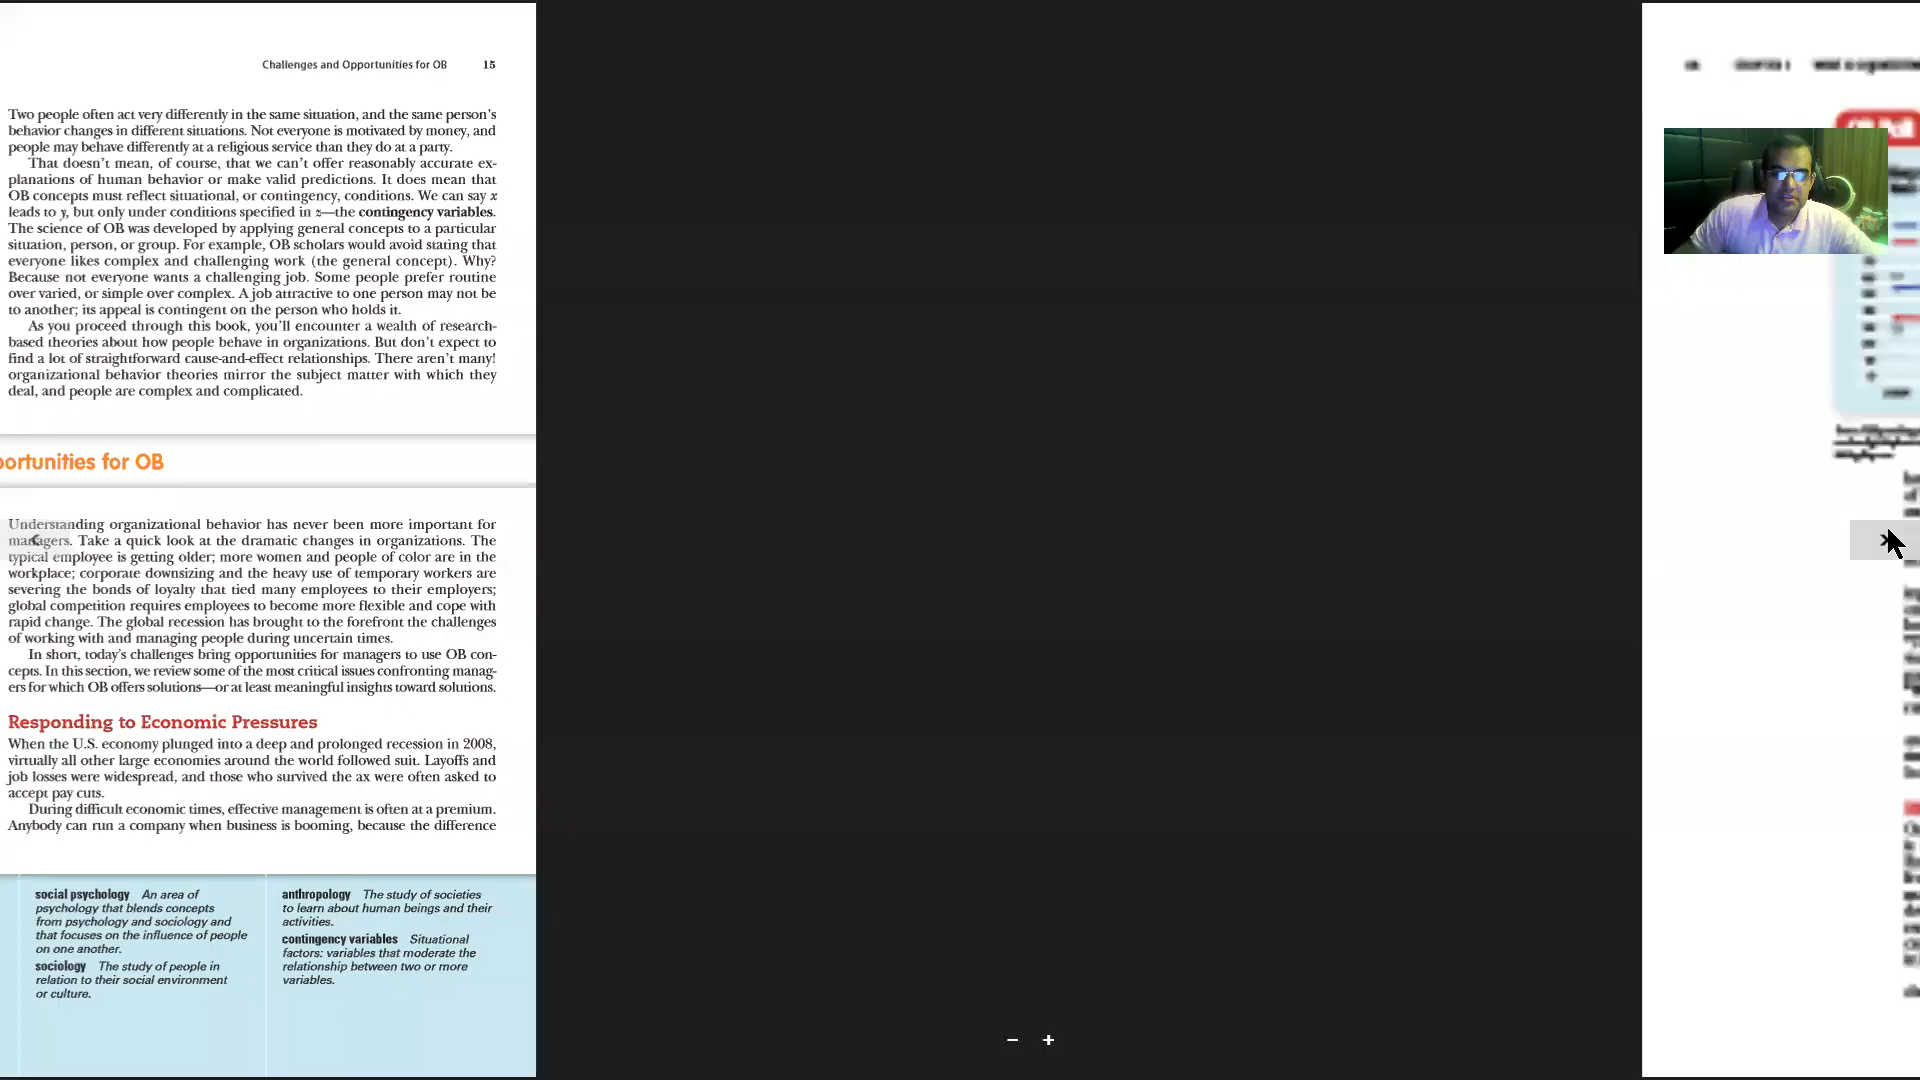 Challenges and Opportunities for OB 15
Two people often act very differently in the same situation, and the same person's
behavior changes in different situations. Not everyone is motivated by money, and
people may behave differently at a religious service than they do at a party.
That doesn't mean, of course, that we can't offer reasonably accurate ex-
planations of human behavior or make valid predictions. It does mean that
OB concepts must reflect situational, or contingency, conditions. We can say x
leads to y, but only under conditions specified in z—the contingency variables.
The science of OB was developed by applying general concepts to a particular
situation, person, or group. For example, OB scholars would avoid stating that
everyone likes complex and challenging work (the general concept). Why?
Because not everyone wants a challenging job. Some people prefer routine
over varied, or simple over complex. A job attractive to one person may not be
to another; its appeal is contingent on the person who holds it.
As you proceed through this book, you'll encounter a wealth of research-
based theories about how people behave in organizations. But don't expect to
find a lot of straightforward cause-and-effect relationships. There aren't many!
organizational behavior theories mirror the subject matter with which they
deal, and people are complex and complicated.
portunities for OB
Understanding organizational behavior has never been more important for
managers. Take a quick look at the dramatic changes in organizations. The
typical employee is getting older; more women and people of color are in the
workplace; corporate downsizing and the heavy use of temporary workers are
severing the bonds of loyalty that tied many employees to their employers;
global competition requires employees to become more flexible and cope with
rapid change. The global recession has brought to the forefront the challenges
of working with and managing people during uncertain times.
In short, today's challenges bring opportunities for managers to use OB con-
cepts. In this section, we review some of the most critical issues confronting manag-
ers for which OB offers solutions—or at least meaningful insights toward solutions.
Responding to Economic Pressures
When the U.S. economy plunged into a deep and prolonged recession in 2008,
virtually all other large economies around the world followed suit. Layoffs and
job losses were widespread, and those who survived the ax were often asked to
accept pay cuts.
During difficult economic times, effective management is often at a premium.
Anybody can run a company when business is booming, because the difference
social psychology An area of
psychology that blends concepts
from psychology and sociology and
that focuses on the influence of people
on one another.
sociology The study of people in
relation to their social environment
or culture.
anthropology The study of societies
to learn about human beings and their
activities.
contingency variables Situational
factors: variables that moderate the
relationship between two or more
variables.